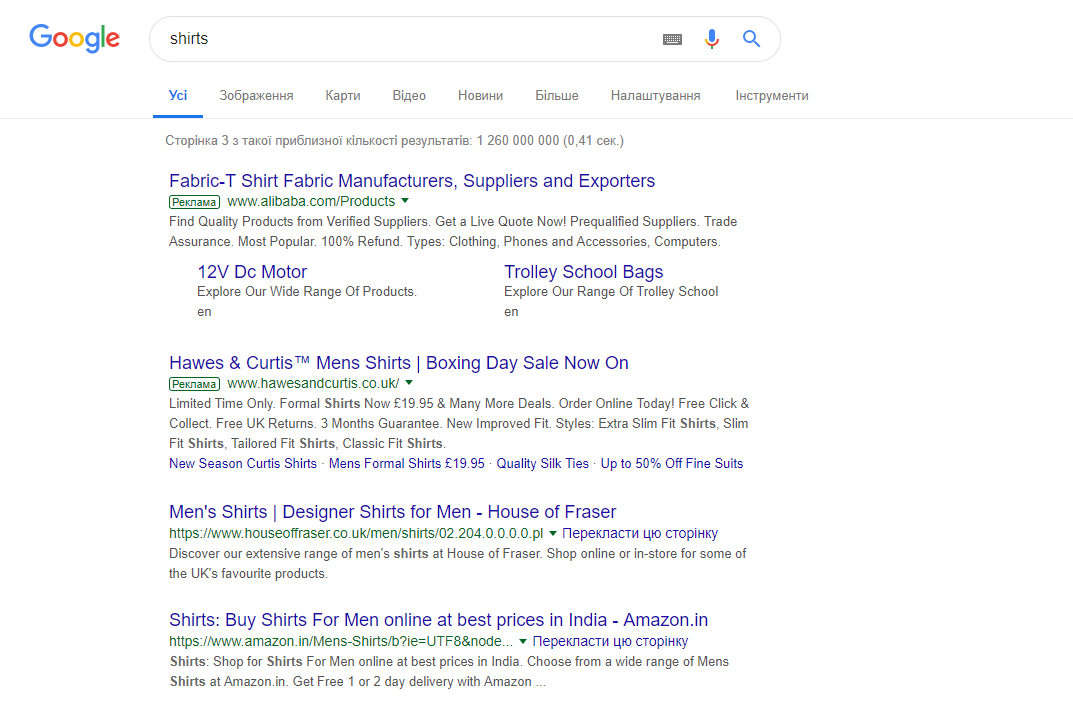 Google
shirts
Усі Зображення Карти Відео Новини Більше Налаштування Інструменти
Сторінка 3 з такої приблизної кількості результатів: 1 260 000 000 (0,41 сек.)
Fabric-T Shirt Fabric Manufacturers, Suppliers and Exporters
Реклама www.alibaba.com/Products
Find Quality Products from Verified Suppliers. Get a Live Quote Now! Prequalified Suppliers. Trade
Assurance. Most Popular. 100% Refund. Types: Clothing, Phones and Accessories, Computers.
12V Dc Motor Trolley School Bags
Explore Our Wide Range Of Products. Explore Our Range Of Trolley School
en en
Hawes & Curtis™ Mens Shirts | Boxing Day Sale Now On
Реклама www.hawesandcurtis.co.uk/
Limited Time Only. Formal Shirts Now £19.95 & Many More Deals. Order Online Today! Free Click &
Collect. Free UK Returns. 3 Months Guarantee. New Improved Fit. Styles: Extra Slim Fit Shirts, Slim
Fit Shirts, Tailored Fit Shirts, Classic Fit Shirts.
New Season Curtis Shirts · Mens Formal Shirts £19.95 · Quality Silk Ties · Up to 50% Off Fine Suits
Men's Shirts | Designer Shirts for Men - House of Fraser
https://www.houseoffraser.co.uk/men/shirts/02.204.0.0.0.0.pl Перекласти цю сторінку
Discover our extensive range of men's shirts at House of Fraser. Shop online or in-store for some of
the UK's favourite products.
Shirts: Buy Shirts For Men online at best prices in India - Amazon.in
https://www.amazon.in/Mens-Shirts/b?ie=UTF8&node... Перекласти цю сторінку
Shirts: Shop for Shirts For Men online at best prices in India. Choose from a wide range of Mens
Shirts at Amazon.in. Get Free 1 or 2 day delivery with Amazon ...